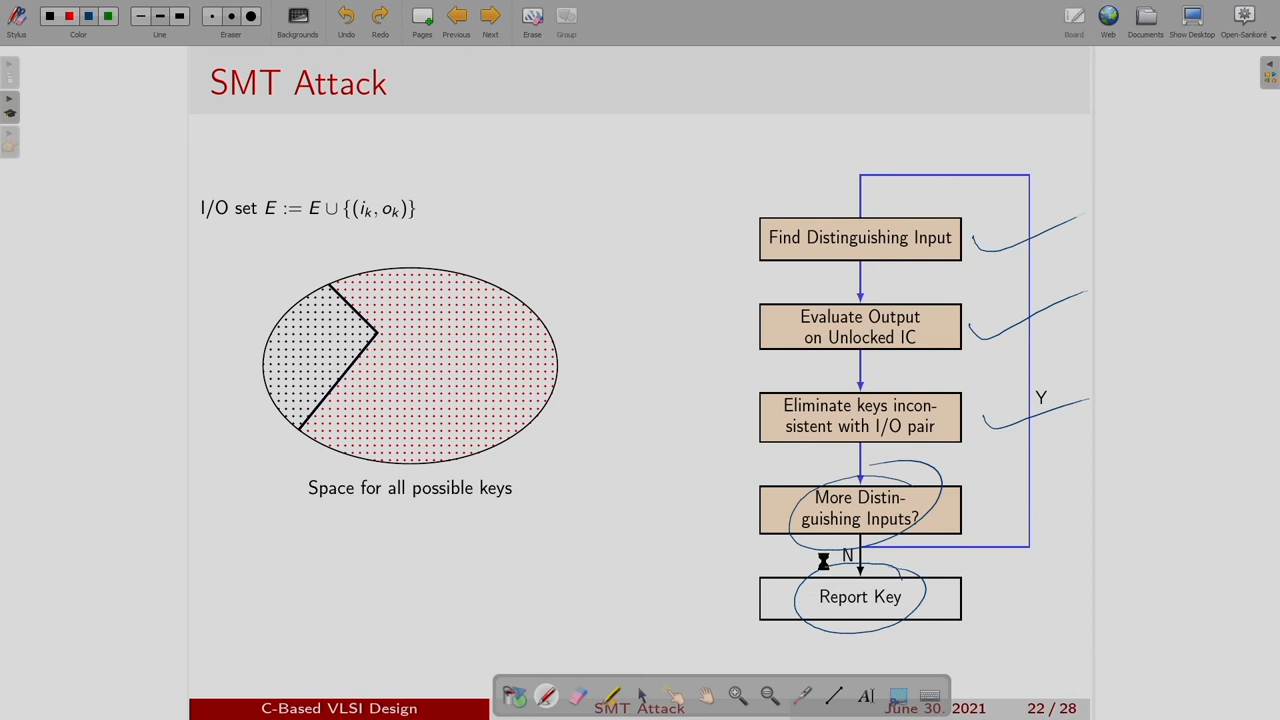 Stylus
Color
Line
Eraser
Backgrounds
Undo
Redo
Pages
Previous
Next
Erase
Group
Board
Web
Documents
Show Desktop
Open-Sankoré
SMT Attack
I/O set E := E ∪ {(i_k, o_k)}
Space for all possible keys
Find Distinguishing Input
Evaluate Output
on Unlocked IC
Eliminate keys incon-
sistent with I/O pair
Y
More Distin-
guishing Inputs?
N
Report Key
C-Based VLSI Design
SMT Attack
June 30, 2021
22 / 28